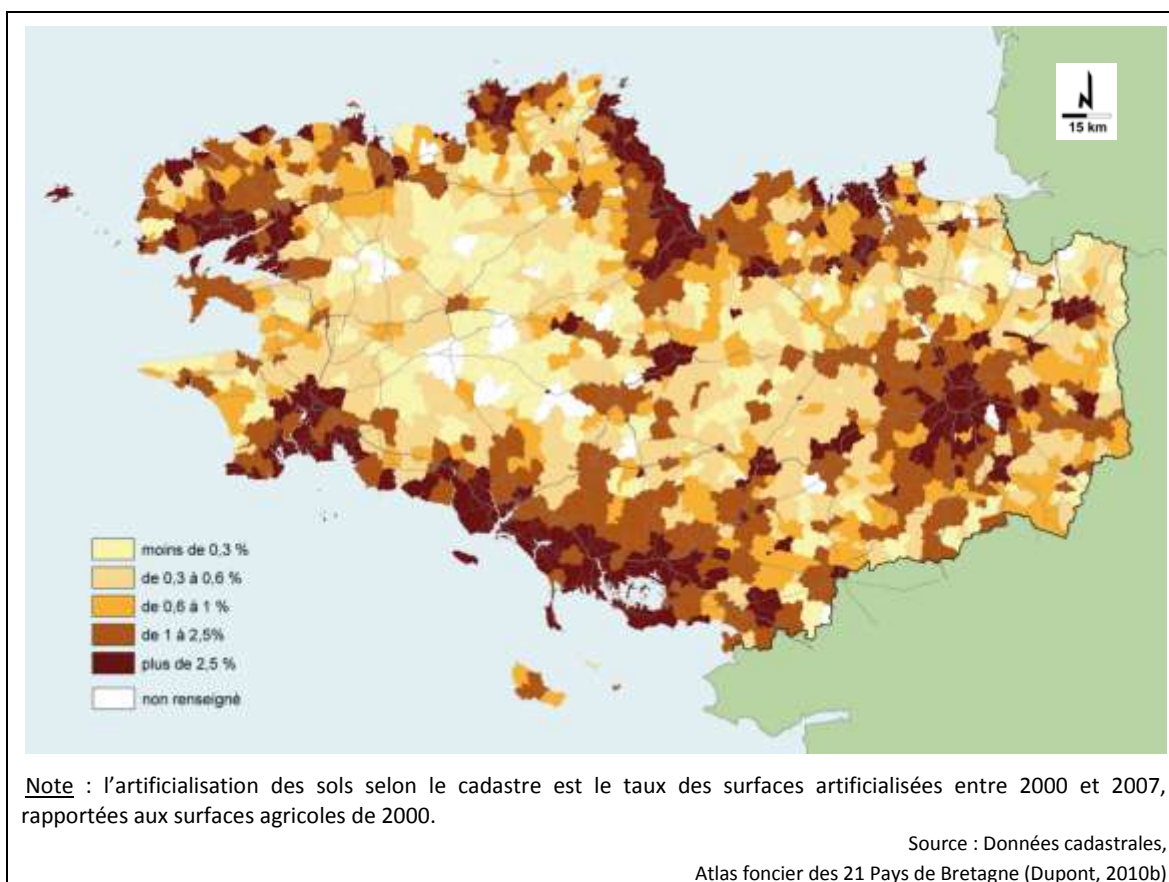 N
15 km
moins de 0,3 %
de 0,3 à 0,6 %
de 0,6 à 1 %
de 1 à 2,5%
plus de 2,5 %
non renseigné
Note : l’artificialisation des sols selon le cadastre est le taux des surfaces artificialisées entre 2000 et 2007,
rapportées aux surfaces agricoles de 2000.
Source : Données cadastrales,
Atlas foncier des 21 Pays de Bretagne (Dupont, 2010b)